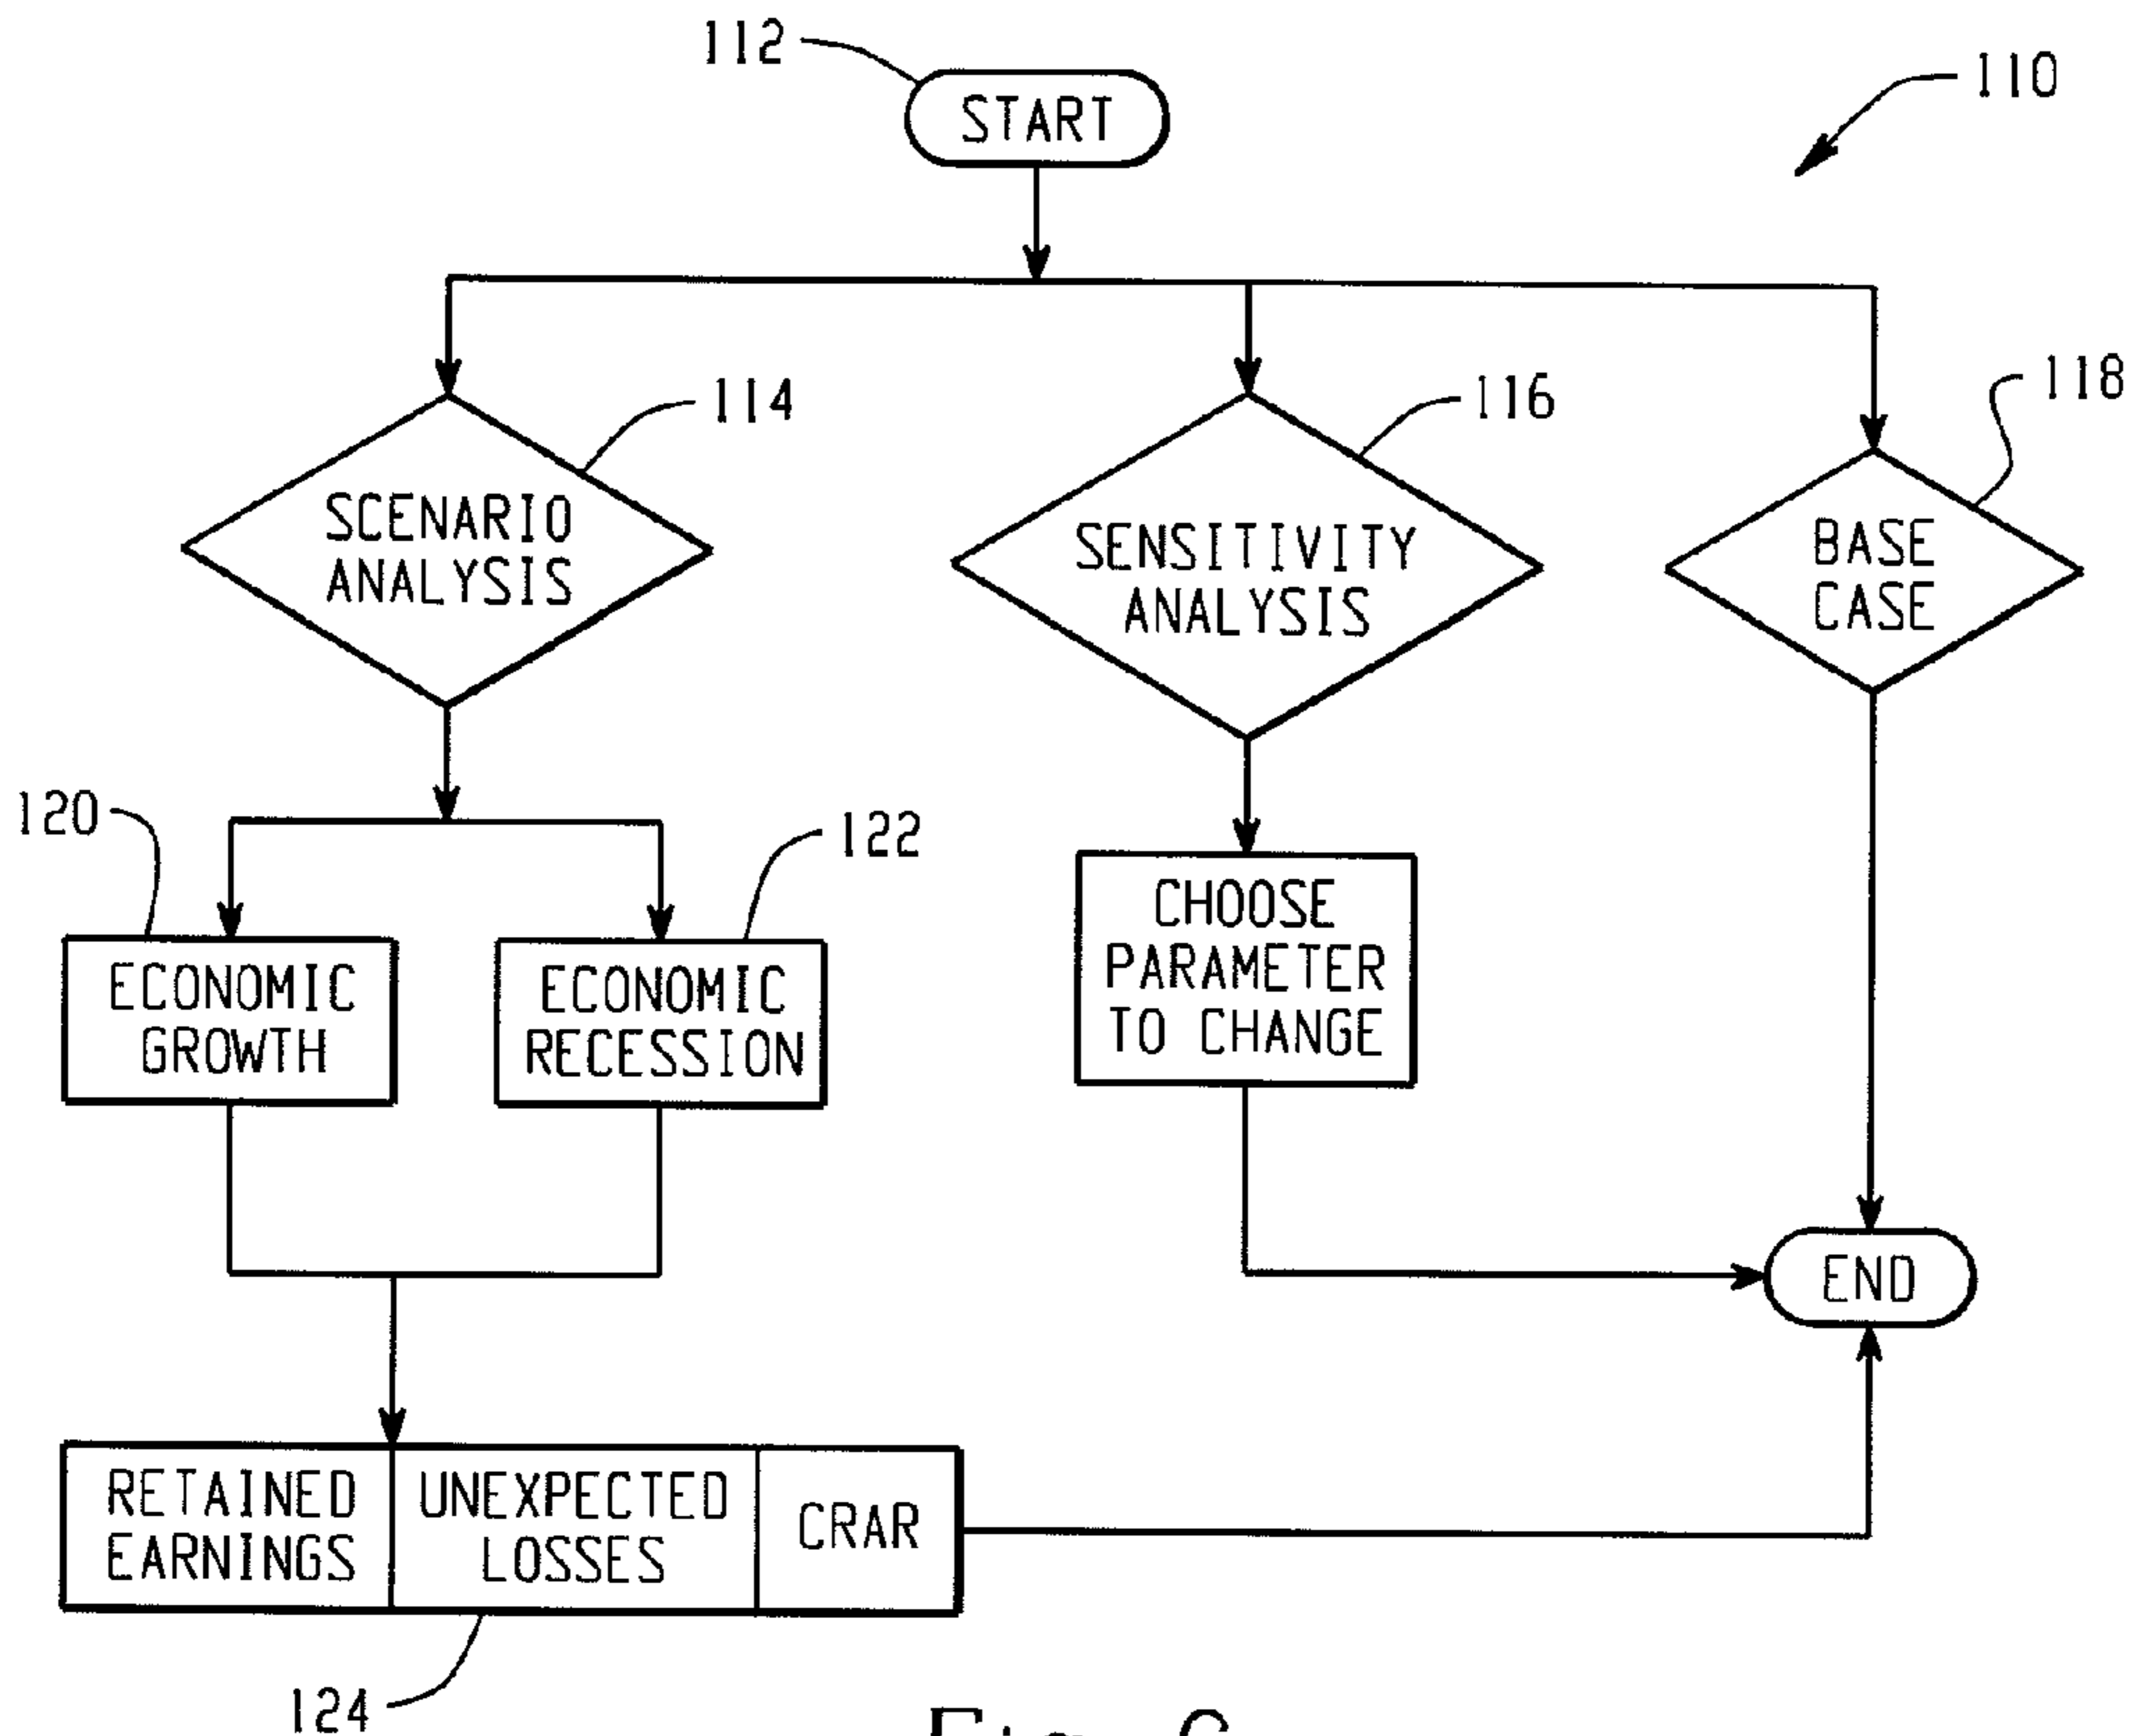 112
START
110
114
116
118
SCENARIO
ANALYSIS
SENSITIVITY
ANALYSIS
BASE
CASE
120
122
ECONOMIC
GROWTH
ECONOMIC
RECESSION
CHOOSE
PARAMETER
TO CHANGE
END
RETAINED
EARNINGS
UNEXPECTED
LOSSES
CRAR
124